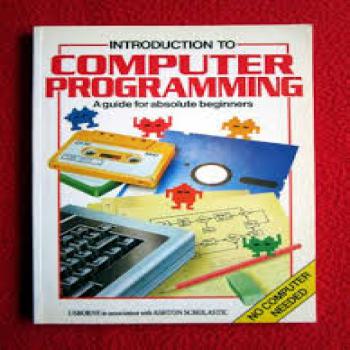 INTRODUCTION TO
COMPUTER
PROGRAMMING
A guide for absolute beginners
NO COMPUTER
NEEDED
USBORNE in association with ASHTON SCHOLASTIC